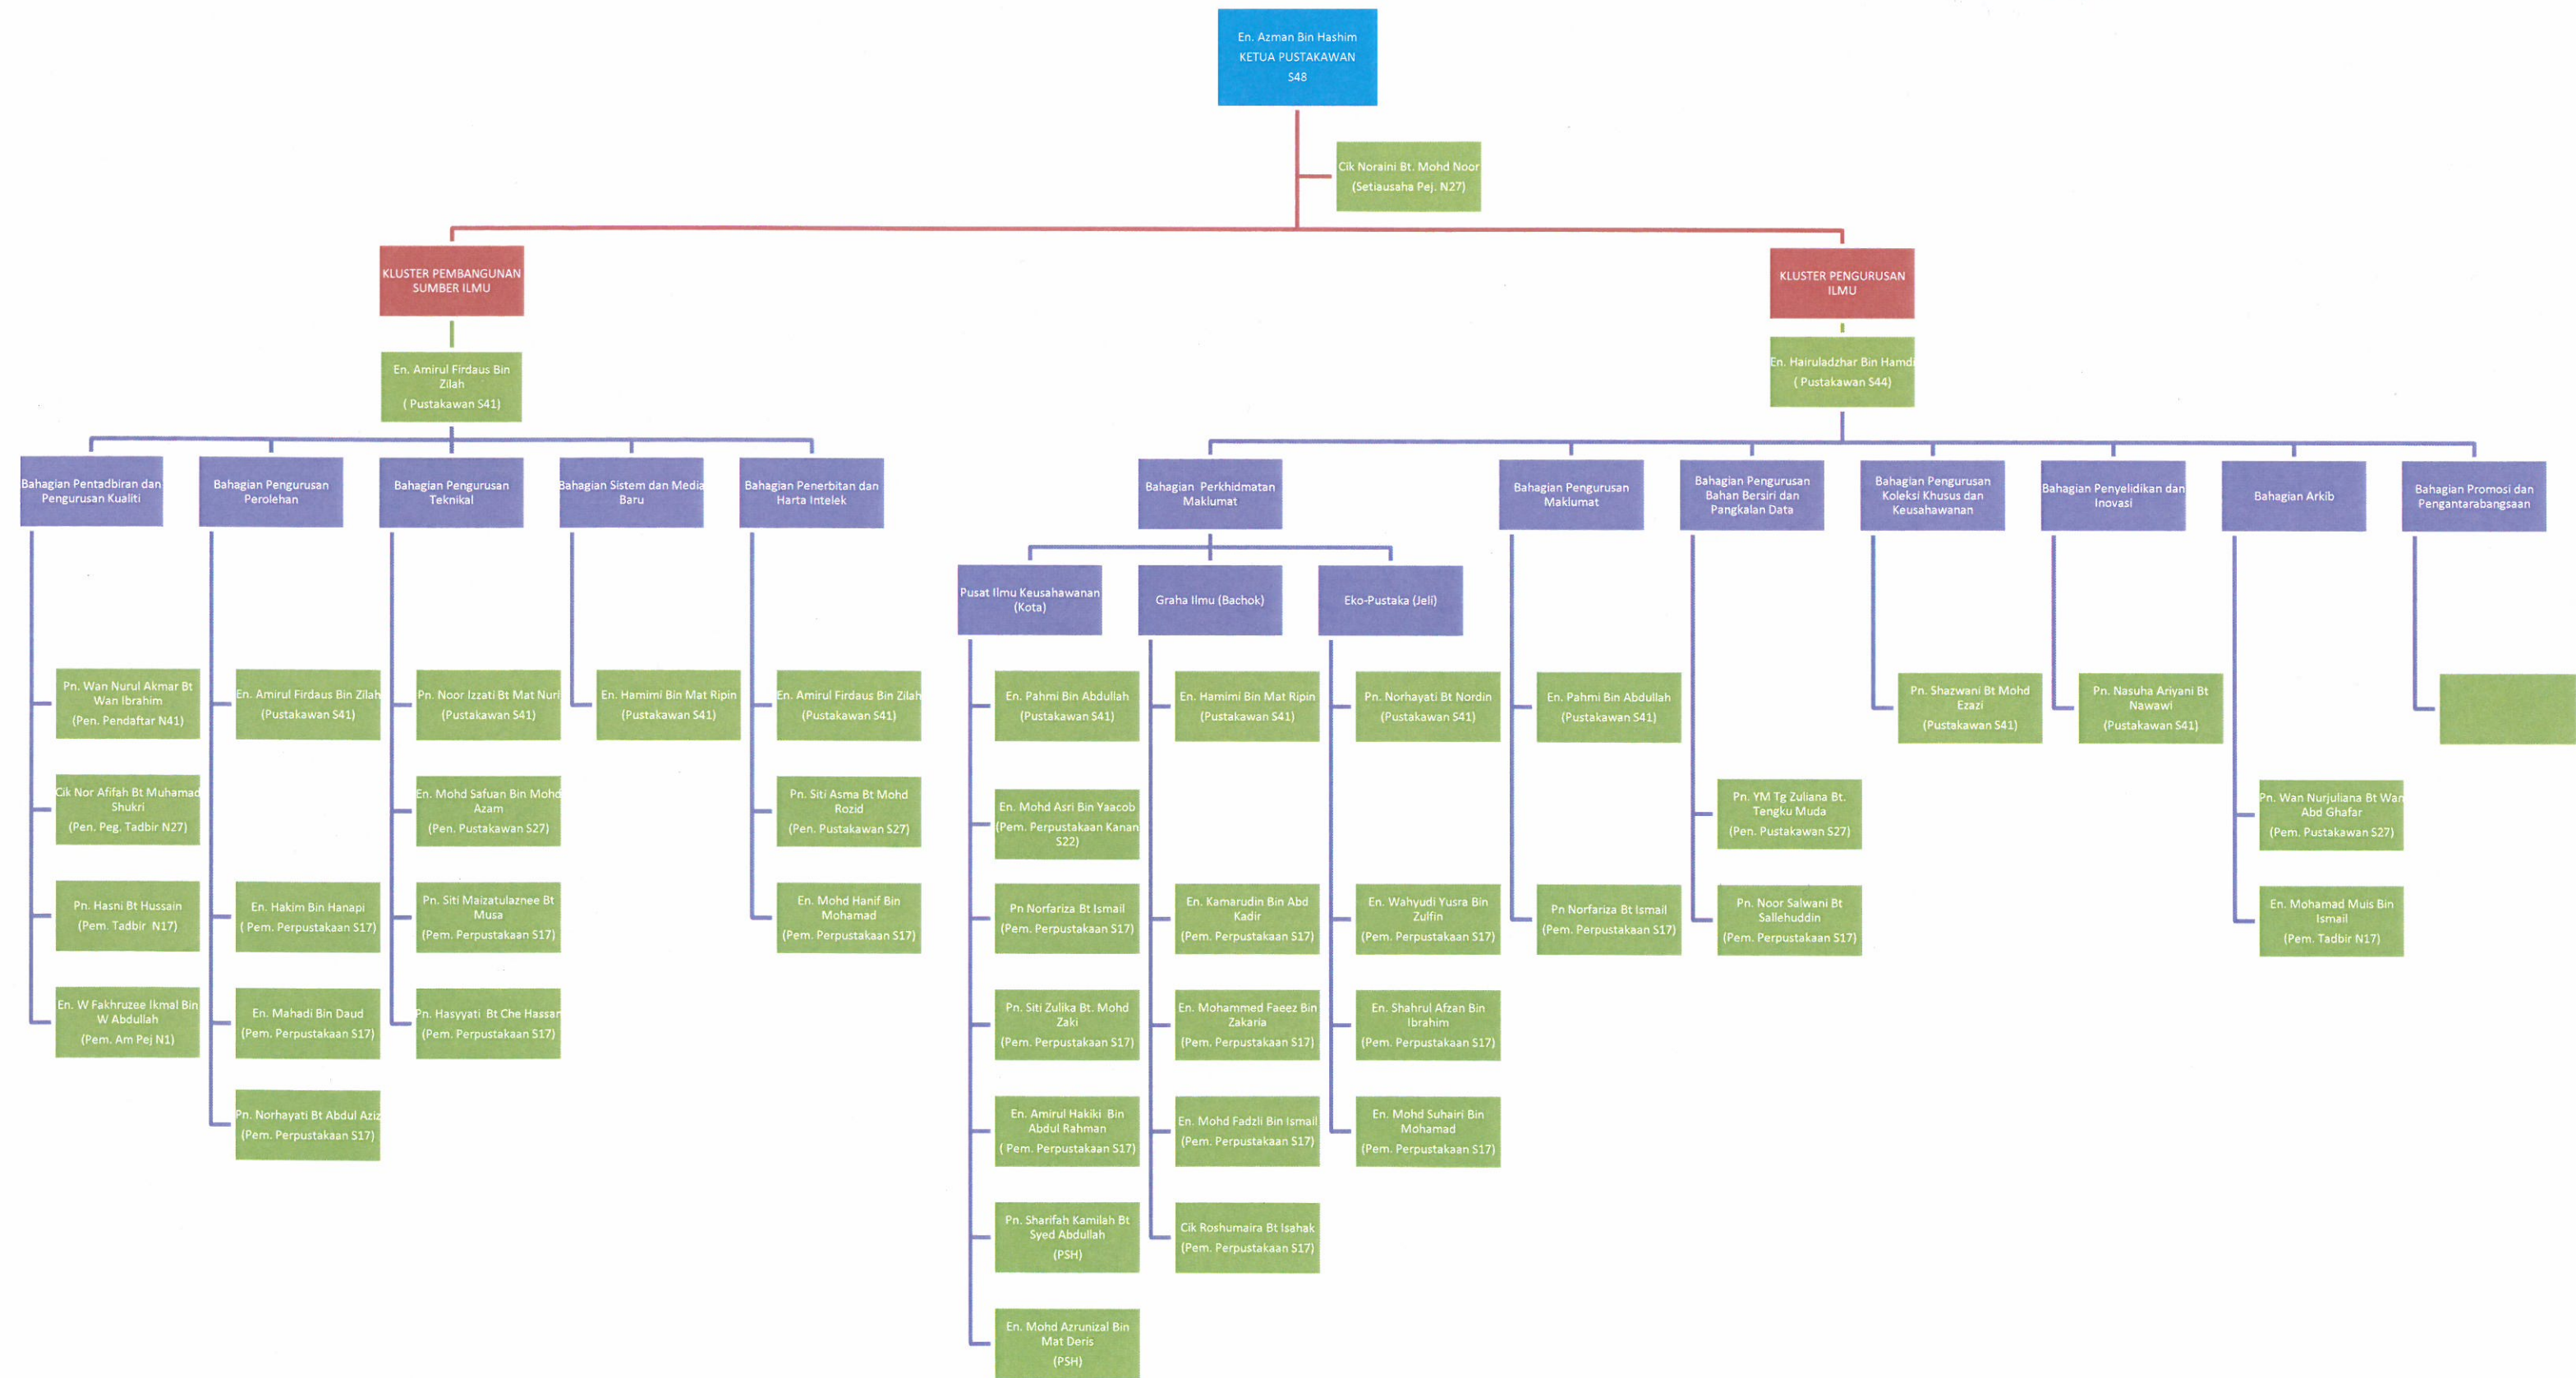 En. Azman Bin Hashim
KETUA PUSTAKAWAN
S48
Cik Noraini Bt. Mohd Noor
(Setiausaha Pej. N27)
KLUSTER PEMBANGUNAN
SUMBER ILMU
En. Amirul Firdaus Bin
Zilah
( Pustakawan S41)
KLUSTER PENGURUSAN
ILMU
En. Hairuladzhar Bin Hamdi
( Pustakawan S44)
Bahagian Pentadbiran dan
Pengurusan Kualiti
Pn. Wan Nurul Akmar Bt
Wan Ibrahim
(Pen. Pendaftar N41)
Cik Nor Afifah Bt Muhamad
Shukri
(Pen. Peg. Tadbir N27)
Pn. Hasni Bt Hussain
(Pem. Tadbir N17)
En. W Fakhruzee Ikmal Bin
W Abdullah
(Pem. Am Pej N1)
Bahagian Pengurusan
Perolehan
En. Amirul Firdaus Bin Zilah
(Pustakawan S41)
En. Hakim Bin Hanapi
( Pem. Perpustakaan S17)
En. Mahadi Bin Daud
(Pem. Perpustakaan S17)
Pn. Norhayati Bt Abdul Aziz
(Pem. Perpustakaan S17)
Bahagian Pengurusan
Teknikal
Pn. Noor Izzati Bt Mat Nuri
(Pustakawan S41)
En. Mohd Safuan Bin Mohd
Azam
(Pen. Pustakawan S27)
Pn. Siti Maizatulaznee Bt
Musa
(Pem. Perpustakaan S17)
Pn. Hasyyati Bt Che Hassan
(Pem. Perpustakaan S17)
Bahagian Sistem dan Media
Baru
En. Hamimi Bin Mat Ripin
(Pustakawan S41)
Bahagian Penerbitan dan
Harta Intelek
En. Amirul Firdaus Bin Zilah
(Pustakawan S41)
Pn. Siti Asma Bt Mohd
Rozid
(Pen. Pustakawan S27)
En. Mohd Hanif Bin
Mohamad
(Pem. Perpustakaan S17)
Bahagian Perkhidmatan
Maklumat
Pusat Ilmu Keusahawanan
(Kota)
En. Pahmi Bin Abdullah
(Pustakawan S41)
En. Mohd Asri Bin Yaacob
(Pem. Perpustakaan Kanan
S22)
Pn Norfariza Bt Ismail
(Pem. Perpustakaan S17)
Pn. Siti Zulika Bt. Mohd
Zaki
(Pem. Perpustakaan S17)
En. Amirul Hakiki Bin
Abdul Rahman
( Pem. Perpustakaan S17)
Pn. Sharifah Kamilah Bt
Syed Abdullah
(PSH)
En. Mohd Azrunizal Bin
Mat Deris
(PSH)
Graha Ilmu (Bachok)
En. Hamimi Bin Mat Ripin
(Pustakawan S41)
En. Kamarudin Bin Abd
Kadir
(Pem. Perpustakaan S17)
En. Mohammed Faeez Bin
Zakaria
(Pem. Perpustakaan S17)
En. Mohd Fadzli Bin Ismail
(Pem. Perpustakaan S17)
Cik Roshumaira Bt Isahak
(Pem. Perpustakaan S17)
Eko-Pustaka (Jeli)
Pn. Norhayati Bt Nordin
(Pustakawan S41)
En. Wahyudi Yusra Bin
Zulfin
(Pem. Perpustakaan S17)
En. Shahrul Afzan Bin
Ibrahim
(Pem. Perpustakaan S17)
En. Mohd Suhairi Bin
Mohamad
(Pem. Perpustakaan S17)
Bahagian Pengurusan
Maklumat
En. Pahmi Bin Abdullah
(Pustakawan S41)
Pn Norfariza Bt Ismail
(Pem. Perpustakaan S17)
Bahagian Pengurusan
Bahan Bersiri dan
Pangkalan Data
Pn. YM Tg Zuliana Bt.
Tengku Muda
(Pen. Pustakawan S27)
Pn. Noor Salwani Bt
Sallehuddin
(Pem. Perpustakaan S17)
Bahagian Pengurusan
Koleksi Khusus dan
Keusahawanan
Pn. Shazwani Bt Mohd
Ezazi
(Pustakawan S41)
Bahagian Penyelidikan dan
Inovasi
Pn. Nasuha Ariyani Bt
Nawawi
(Pustakawan S41)
Bahagian Arkib
Pn. Wan Nurjuliana Bt Wan
Abd Ghafar
(Pem. Pustakawan S27)
En. Mohamad Muis Bin
Ismail
(Pem. Tadbir N17)
Bahagian Promosi dan
Pengantarabangsaan